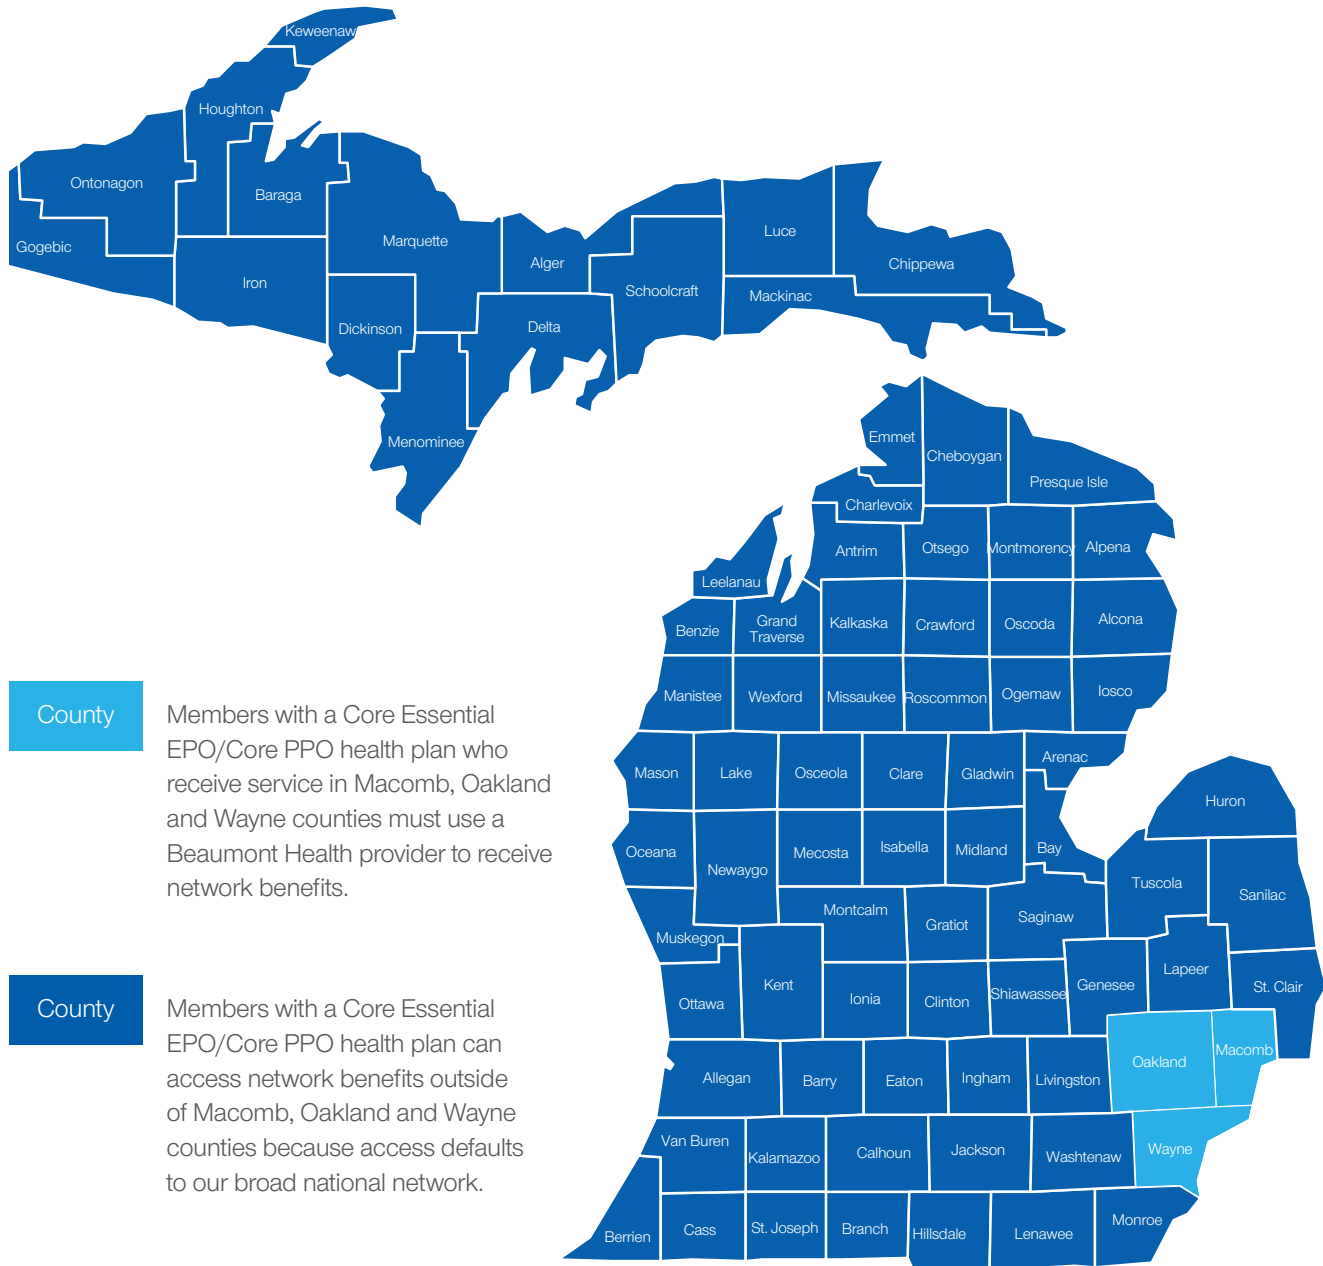 Keweenaw
Houghton
Ontonagon
Baraga
Gogebic
Marquette
Iron
Alger
Luce
Chippewa
Schoolcraft
Mackinac
Dickinson
Delta
Menominee
Emmet
Cheboygan
Presque Isle
Charlevoix
Antrim
Otsego
Montmorency
Alpena
Leelanau
Benzie
Grand
Traverse
Kalkaska
Crawford
Oscoda
Alcona
Manistee
Wexford
Missaukee
Roscommon
Ogemaw
Iosco
Mason
Lake
Osceola
Clare
Gladwin
Arenac
Huron
Oceana
Newaygo
Mecosta
Isabella
Midland
Bay
Tuscola
Sanilac
Muskegon
Montcalm
Gratiot
Saginaw
Ottawa
Kent
Ionia
Clinton
Shiawassee
Genesee
Lapeer
St. Clair
Allegan
Barry
Eaton
Ingham
Livingston
Oakland
Macomb
Van Buren
Kalamazoo
Calhoun
Jackson
Washtenaw
Wayne
Berrien
Cass
St. Joseph
Branch
Hillsdale
Lenawee
Monroe
County
Members with a Core Essential
EPO/Core PPO health plan who
receive service in Macomb, Oakland
and Wayne counties must use a
Beaumont Health provider to receive
network benefits.
County
Members with a Core Essential
EPO/Core PPO health plan can
access network benefits outside
of Macomb, Oakland and Wayne
counties because access defaults
to our broad national network.